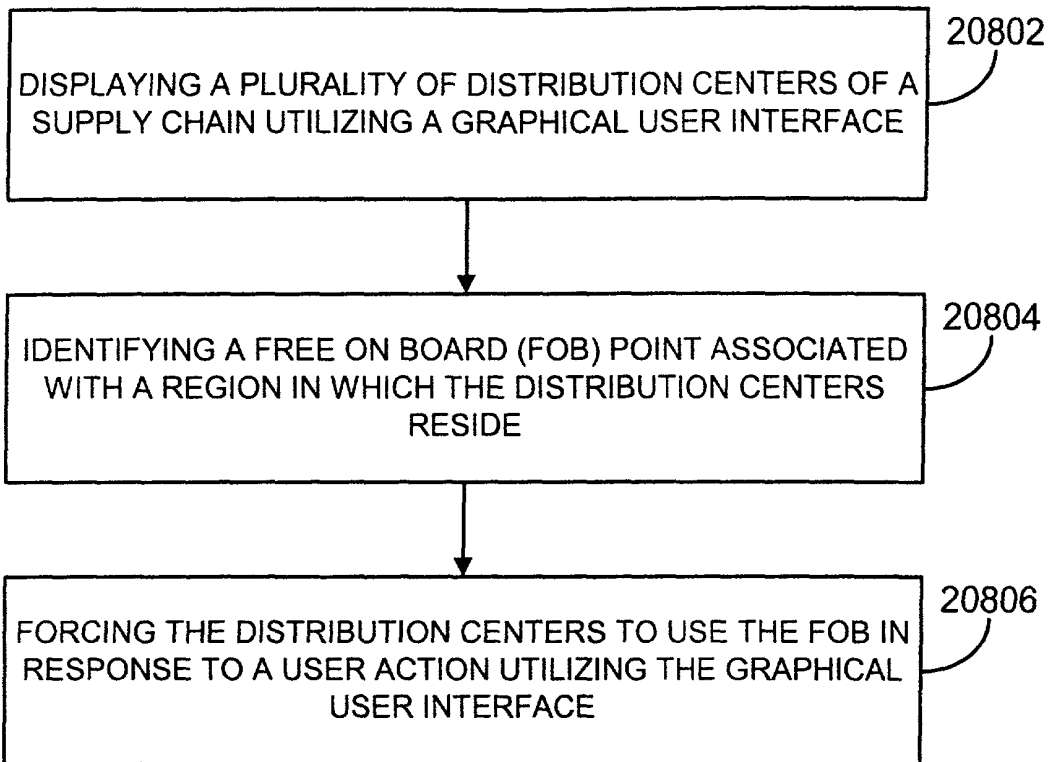 20802
DISPLAYING A PLURALITY OF DISTRIBUTION CENTERS OF A
SUPPLY CHAIN UTILIZING A GRAPHICAL USER INTERFACE
20804
IDENTIFYING A FREE ON BOARD (FOB) POINT ASSOCIATED
WITH A REGION IN WHICH THE DISTRIBUTION CENTERS
RESIDE
20806
FORCING THE DISTRIBUTION CENTERS TO USE THE FOB IN
RESPONSE TO A USER ACTION UTILIZING THE GRAPHICAL
USER INTERFACE